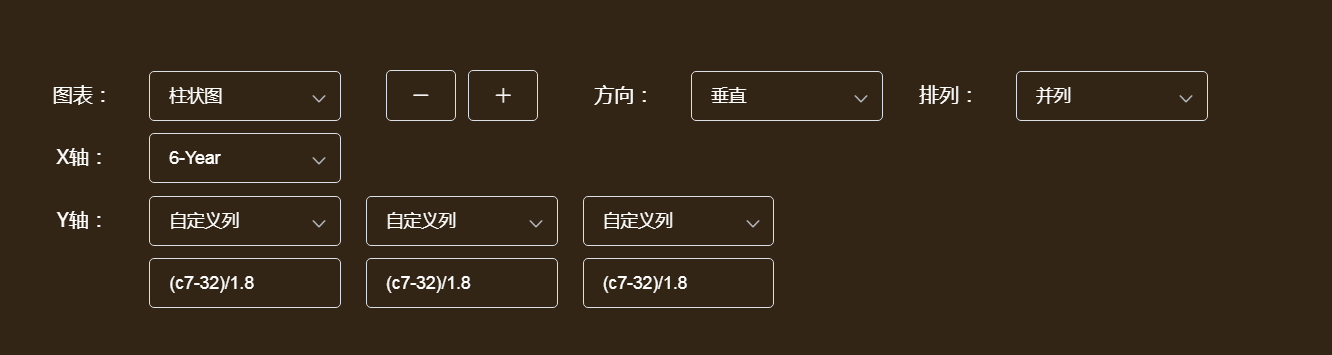 图表： 柱状图 — + 方向： 垂直 排列： 并列
X轴： 6-Year
Y轴： 自定义列 自定义列 自定义列
(c7-32)/1.8 (c7-32)/1.8 (c7-32)/1.8